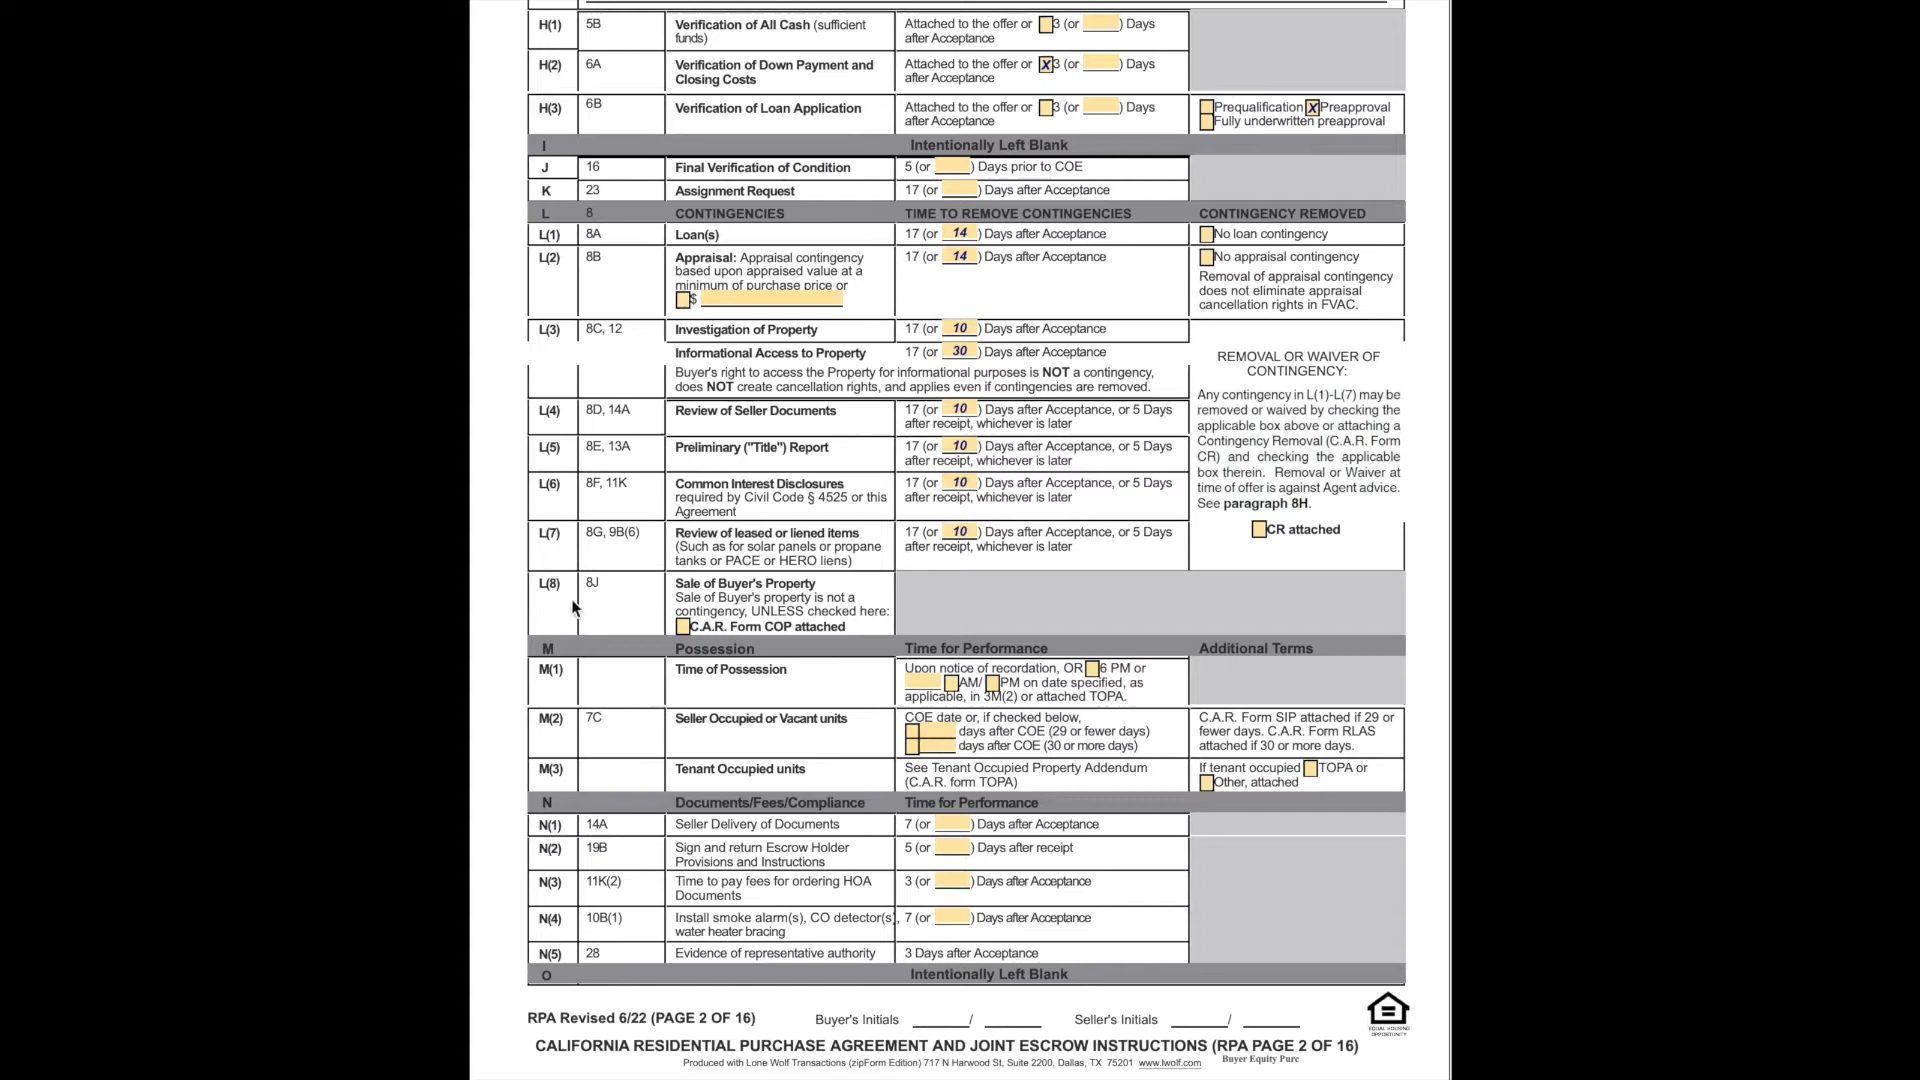 H(1) 5B Verification of All Cash (sufficient Attached to the offer or 3 (or ) Days
funds) after Acceptance
H(2) 6A Verification of Down Payment and Attached to the offer or X 3 (or ) Days
Closing Costs after Acceptance
H(3) 6B Verification of Loan Application Attached to the offer or 3 (or ) Days Prequalification X Preapproval
after Acceptance Fully underwritten preapproval
I Intentionally Left Blank
J 16 Final Verification of Condition 5 (or ) Days prior to COE
K 23 Assignment Request 17 (or ) Days after Acceptance
L 8 CONTINGENCIES TIME TO REMOVE CONTINGENCIES CONTINGENCY REMOVED
L(1) 8A Loan(s) 17 (or 14 ) Days after Acceptance No loan contingency
L(2) 8B Appraisal: Appraisal contingency 17 (or 14 ) Days after Acceptance No appraisal contingency
based upon appraised value at a Removal of appraisal contingency
minimum of purchase price or does not eliminate appraisal
$ cancellation rights in FVAC.
L(3) 8C, 12 Investigation of Property 17 (or 10 ) Days after Acceptance
Informational Access to Property 17 (or 30 ) Days after Acceptance
Buyer's right to access the Property for informational purposes is NOT a contingency,
does NOT create cancellation rights, and applies even if contingencies are removed.
REMOVAL OR WAIVER OF
CONTINGENCY:
Any contingency in L(1)-L(7) may be
removed or waived by checking the
applicable box above or attaching a
Contingency Removal (C.A.R. Form
CR) and checking the applicable
box therein. Removal or Waiver at
time of offer is against Agent advice.
See paragraph 8H.
CR attached
L(4) 8D, 14A Review of Seller Documents 17 (or 10 ) Days after Acceptance, or 5 Days
after receipt, whichever is later
L(5) 8E, 13A Preliminary ("Title") Report 17 (or 10 ) Days after Acceptance, or 5 Days
after receipt, whichever is later
L(6) 8F, 11K Common Interest Disclosures 17 (or 10 ) Days after Acceptance, or 5 Days
required by Civil Code § 4525 or this after receipt, whichever is later
Agreement
L(7) 8G, 9B(6) Review of leased or liened items 17 (or 10 ) Days after Acceptance, or 5 Days
(Such as for solar panels or propane after receipt, whichever is later
tanks or PACE or HERO liens)
L(8) 8J Sale of Buyer's Property
Sale of Buyer's property is not a
contingency, UNLESS checked here:
C.A.R. Form COP attached
M Possession Time for Performance Additional Terms
M(1) Time of Possession Upon notice of recordation, OR 6 PM or
AM/ PM on date specified, as
applicable, in 3M(2) or attached TOPA.
M(2) 7C Seller Occupied or Vacant units COE date or, if checked below, C.A.R. Form SIP attached if 29 or
days after COE (29 or fewer days) fewer days. C.A.R. Form RLAS
days after COE (30 or more days) attached if 30 or more days.
M(3) Tenant Occupied units See Tenant Occupied Property Addendum If tenant occupied TOPA or
(C.A.R. form TOPA) Other, attached
N Documents/Fees/Compliance Time for Performance
N(1) 14A Seller Delivery of Documents 7 (or ) Days after Acceptance
N(2) 19B Sign and return Escrow Holder 5 (or ) Days after receipt
Provisions and Instructions
N(3) 11K(2) Time to pay fees for ordering HOA 3 (or ) Days after Acceptance
Documents
N(4) 10B(1) Install smoke alarm(s), CO detector(s), 7 (or ) Days after Acceptance
water heater bracing
N(5) 28 Evidence of representative authority 3 Days after Acceptance
O Intentionally Left Blank
RPA Revised 6/22 (PAGE 2 OF 16) Buyer's Initials / Seller's Initials /
EQUAL HOUSING
OPPORTUNITY
CALIFORNIA RESIDENTIAL PURCHASE AGREEMENT AND JOINT ESCROW INSTRUCTIONS (RPA PAGE 2 OF 16)
Produced with Lone Wolf Transactions (zipForm Edition) 717 N Harwood St, Suite 2200, Dallas, TX 75201 www.lwolf.com Buyer Equity Purc